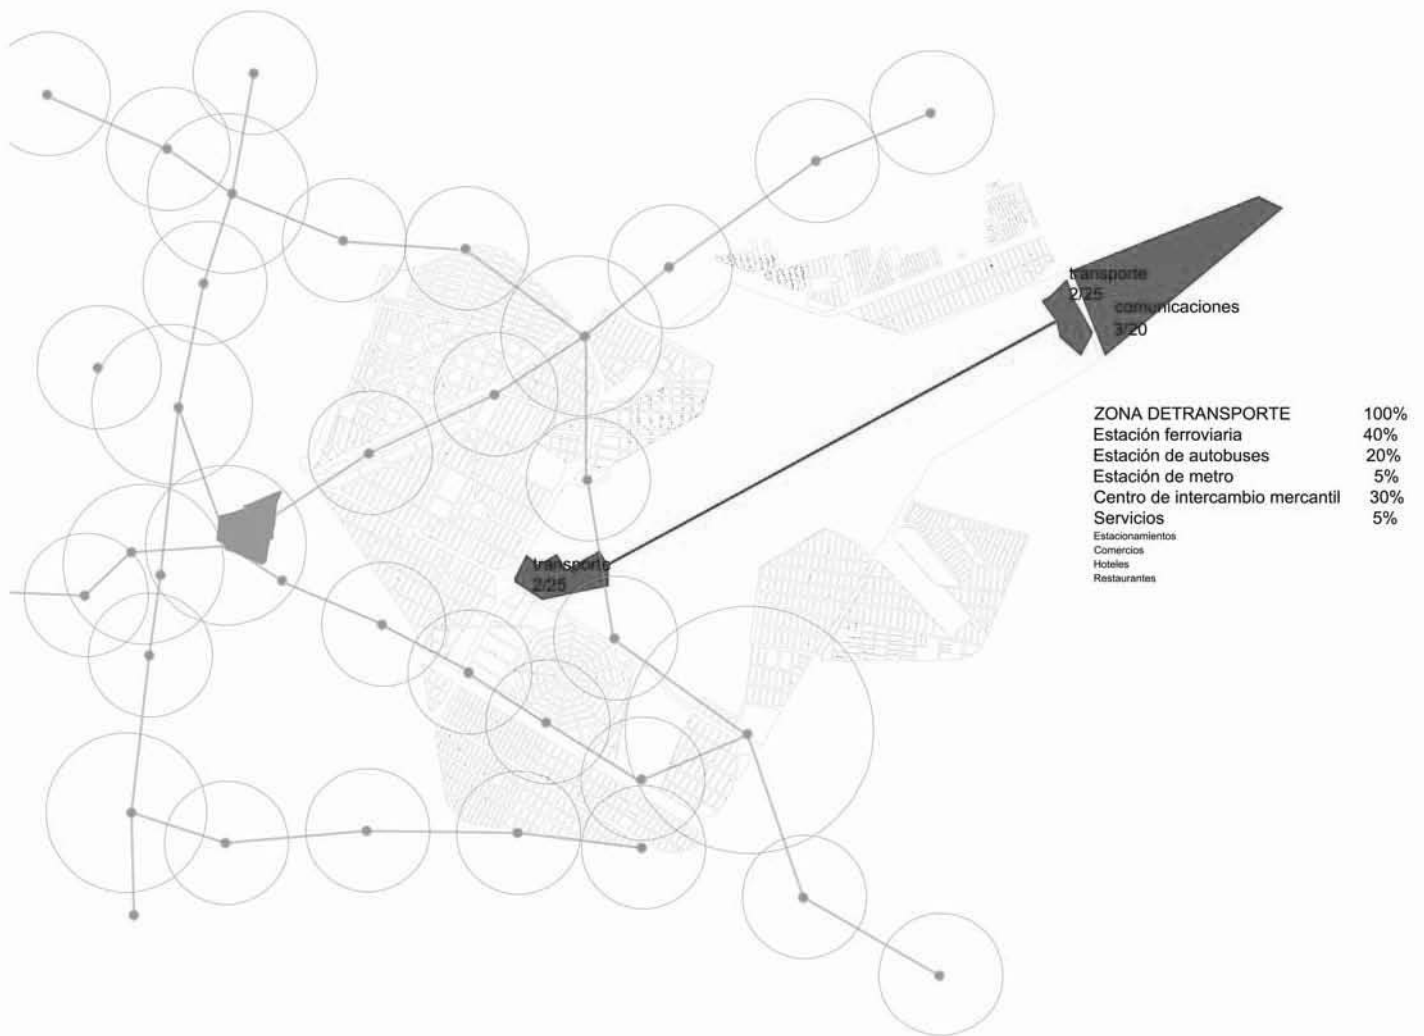 transporte
2/25
comunicaciones
3/20
ZONA DETRANSPORTE 100%
Estación ferroviaria 40%
Estación de autobuses 20%
Estación de metro 5%
Centro de intercambio mercantil 30%
Servicios 5%
Estacionamientos
Comercios
Hoteles
Restaurantes
transporte
2/25